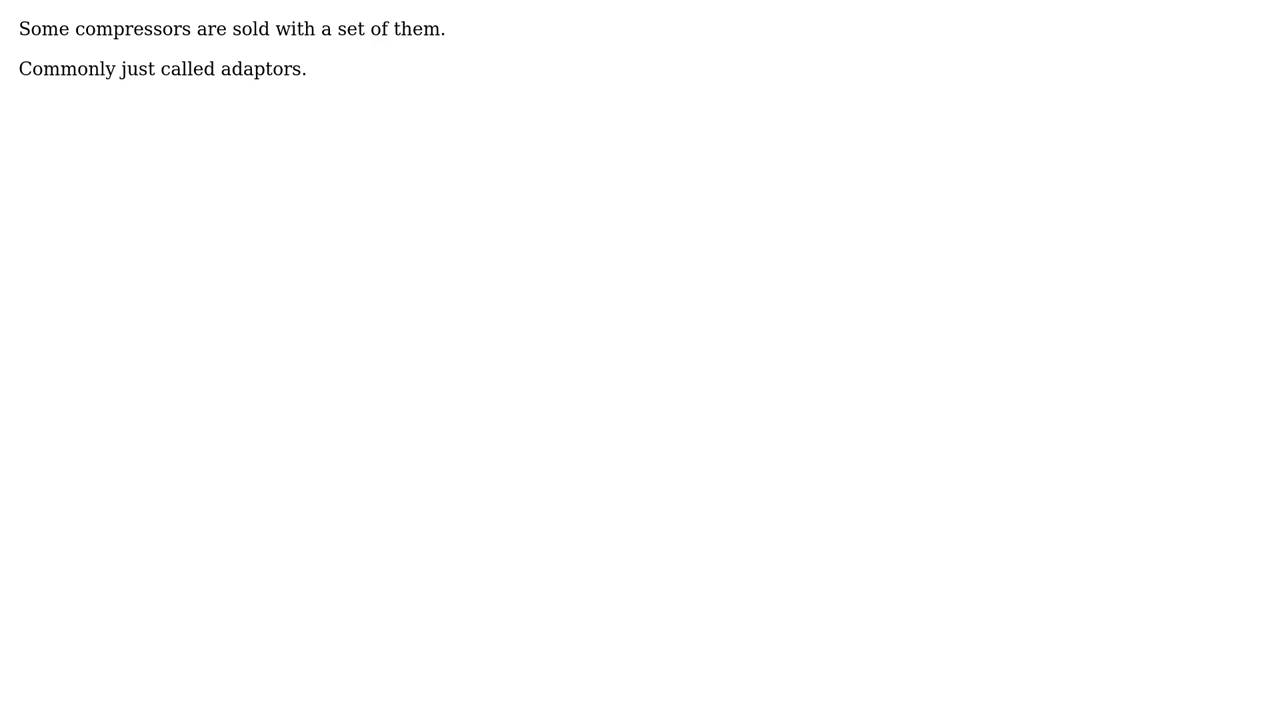 Some compressors are sold with a set of them.
Commonly just called adaptors.